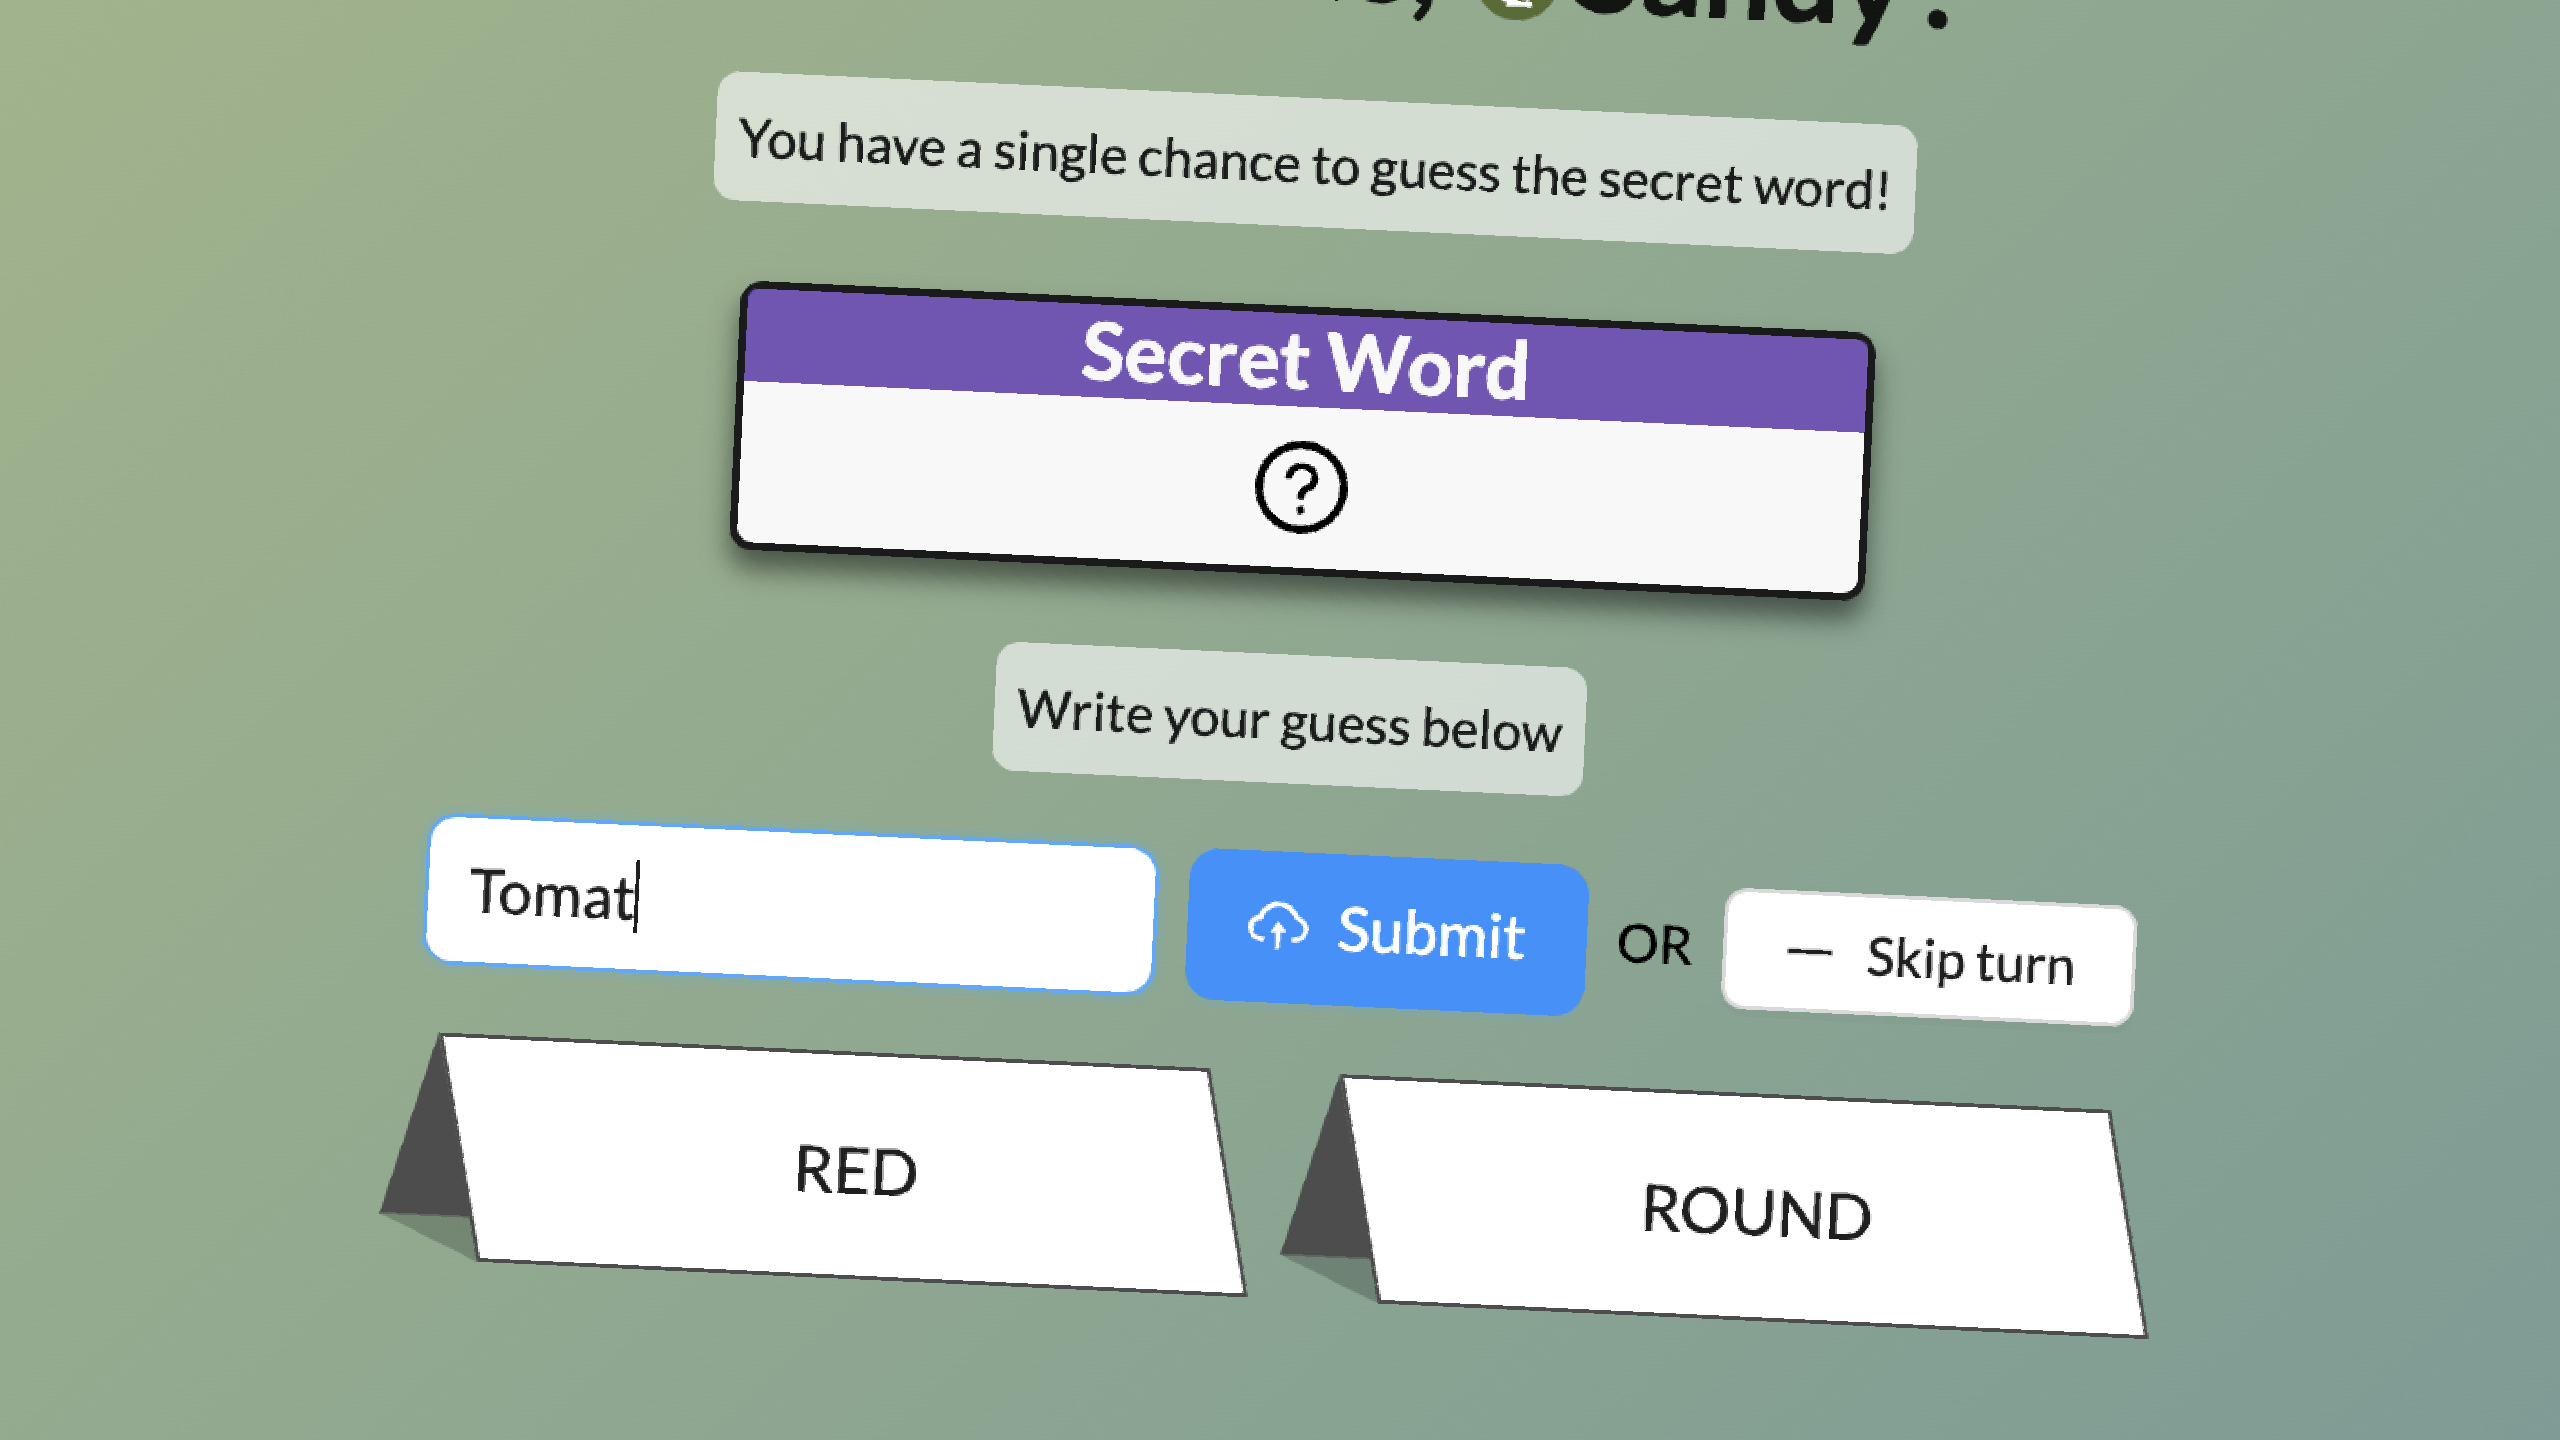 Candy.
You have a single chance to guess the secret word!
Secret Word
?
Write your guess below
Tomat
Submit OR — Skip turn
RED ROUND